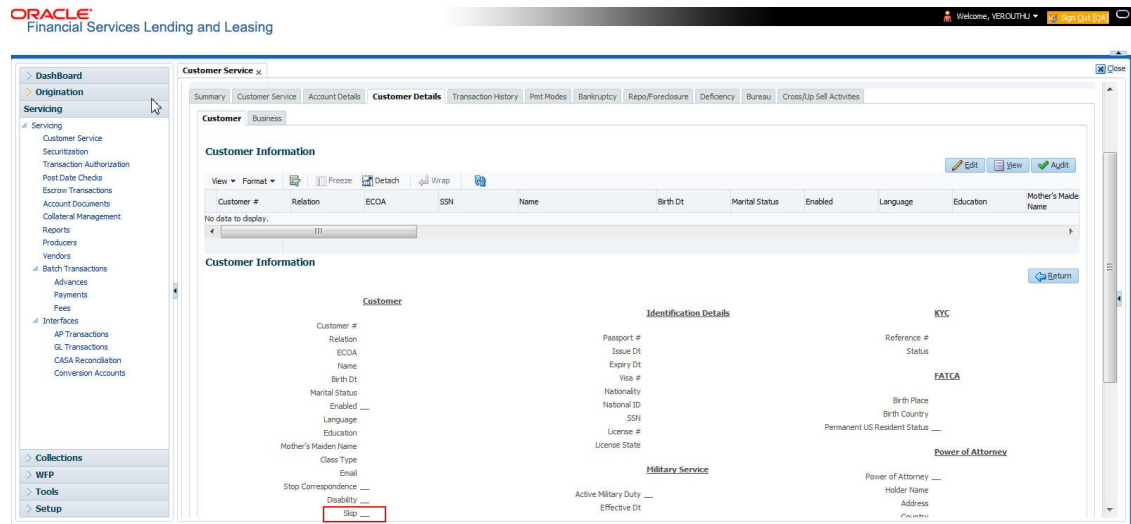 ORACLE
Financial Services Lending and Leasing
Welcome, VEROUTHU
Sign Out [QA]
DashBoard
Origination
Servicing
Servicing
Customer Service
Securitization
Transaction Authorization
Post Date Checks
Escrow Transactions
Account Documents
Collateral Management
Reports
Producers
Vendors
Batch Transactions
Advances
Payments
Fees
Interfaces
AP Transactions
GL Transactions
CASA Reconciliation
Conversion Accounts
Collections
WFP
Tools
Setup
Customer Service x
Close
Summary Customer Service Account Details Customer Details Transaction History Pmt Modes Bankruptcy Repo/Foreclosure Deficiency Bureau Cross/Up Sell Activities
Customer Business
Customer Information
Edit View Audit
View Format Freeze Detach Wrap
Customer # Relation ECOA SSN Name Birth Dt Marital Status Enabled Language Education Mother's Maide
Name
No data to display.
Customer Information
Return
Customer
Customer #
Relation
ECOA
Name
Birth Dt
Marital Status
Enabled
Language
Education
Mother's Maiden Name
Class Type
Email
Stop Correspondence
Disability
Skip
Identification Details
Passport #
Issue Dt
Expiry Dt
Visa #
Nationality
National ID
SSN
License #
License State
Military Service
Active Military Duty
Effective Dt
KYC
Reference #
Status
FATCA
Birth Place
Birth Country
Permanent US Resident Status
Power of Attorney
Power of Attorney
Holder Name
Address
Country